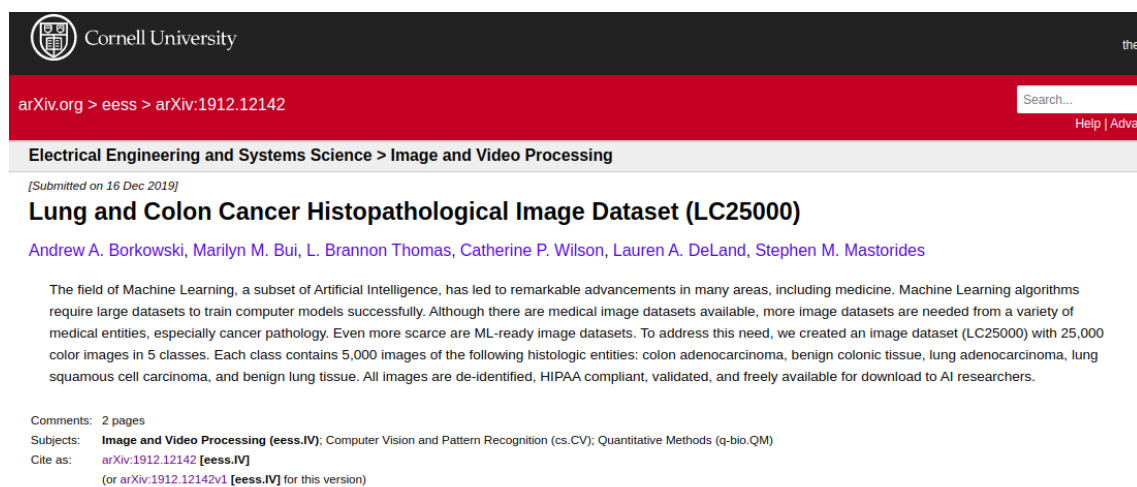 Cornell University
the
arXiv.org > eess > arXiv:1912.12142
Search...
Help | Adva
Electrical Engineering and Systems Science > Image and Video Processing
[Submitted on 16 Dec 2019]
Lung and Colon Cancer Histopathological Image Dataset (LC25000)
Andrew A. Borkowski, Marilyn M. Bui, L. Brannon Thomas, Catherine P. Wilson, Lauren A. DeLand, Stephen M. Mastorides
The field of Machine Learning, a subset of Artificial Intelligence, has led to remarkable advancements in many areas, including medicine. Machine Learning algorithms
require large datasets to train computer models successfully. Although there are medical image datasets available, more image datasets are needed from a variety of
medical entities, especially cancer pathology. Even more scarce are ML-ready image datasets. To address this need, we created an image dataset (LC25000) with 25,000
color images in 5 classes. Each class contains 5,000 images of the following histologic entities: colon adenocarcinoma, benign colonic tissue, lung adenocarcinoma, lung
squamous cell carcinoma, and benign lung tissue. All images are de-identified, HIPAA compliant, validated, and freely available for download to AI researchers.
Comments: 2 pages
Subjects: Image and Video Processing (eess.IV); Computer Vision and Pattern Recognition (cs.CV); Quantitative Methods (q-bio.QM)
Cite as: arXiv:1912.12142 [eess.IV]
(or arXiv:1912.12142v1 [eess.IV] for this version)